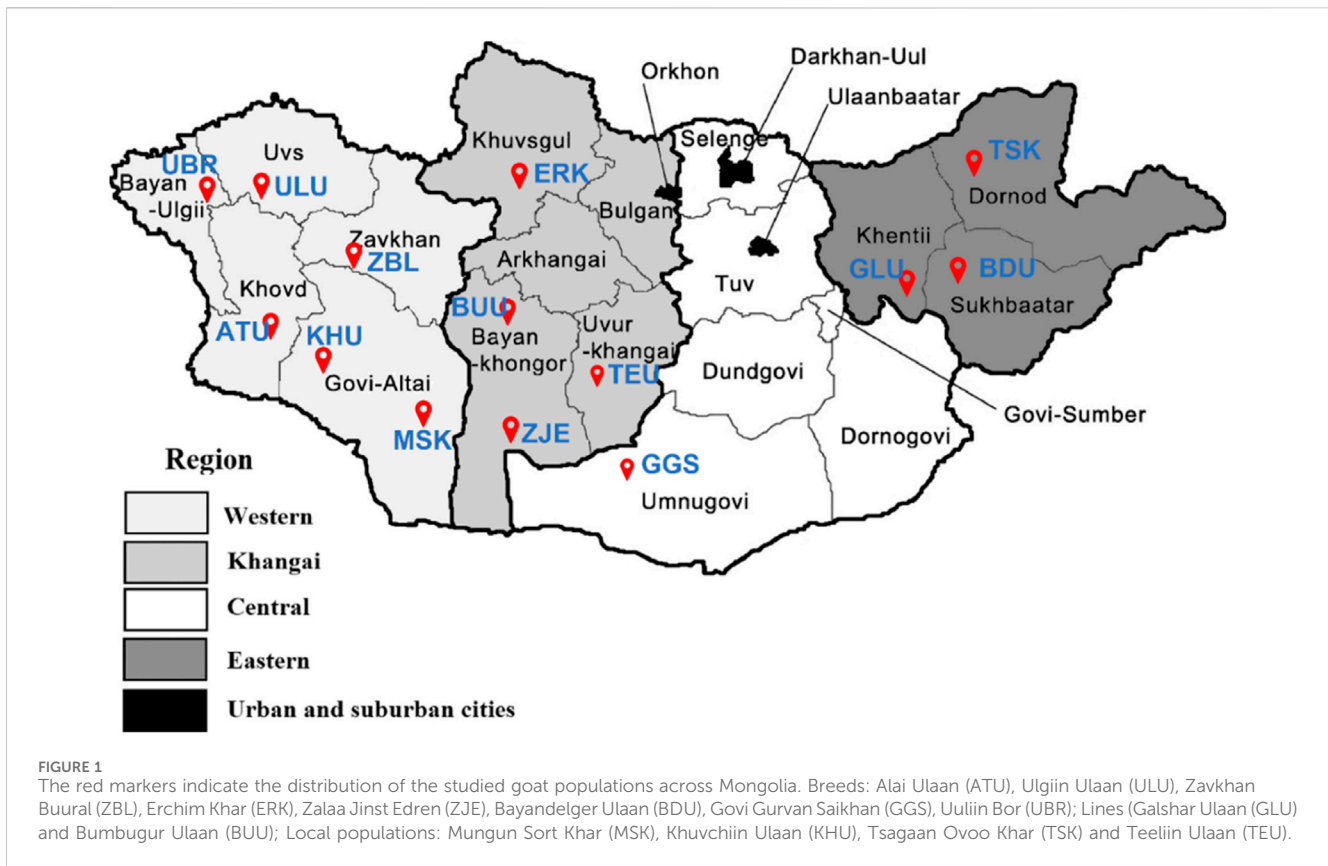 Darkhan-Uul
Orkhon
Ulaanbaatar
Selenge
Khuvsgul
Uvs
UBR
TSK
Bayan
-Ulgii
ULU
ERK
Dornod
Bulgan
Zavkhan
ZBL
Khentii
Arkhangai
GLU
BDU
Tuv
Khovd
Sukhbaatar
BUU
ATU
KHU
Bayan
-khongor
Uvur
-khangai
TEU
Dundgovi
Govi-Altai
Govi-Sumber
MSK
ZJE
Dornogovi
GGS
Umnugovi
Region
Western
Khangai
Central
Eastern
Urban and suburban cities
FIGURE 1
The red markers indicate the distribution of the studied goat populations across Mongolia. Breeds: Alai Ulaan (ATU), Ulgiin Ulaan (ULU), Zavkhan
Buural (ZBL), Erchim Khar (ERK), Zalaa Jinst Edren (ZJE), Bayandelger Ulaan (BDU), Govi Gurvan Saikhan (GGS), Uuliin Bor (UBR); Lines (Galshar Ulaan (GLU)
and Bumbugur Ulaan (BUU); Local populations: Mungun Sort Khar (MSK), Khuvchiin Ulaan (KHU), Tsagaan Ovoo Khar (TSK) and Teeliin Ulaan (TEU).